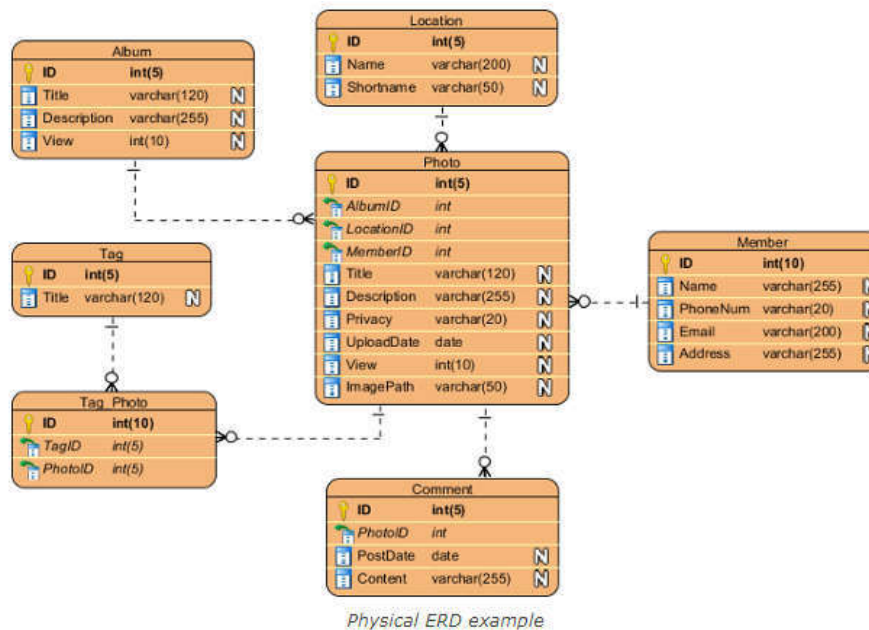 Location
ID int(5)
Name varchar(200) N
Shortname varchar(50) N
Album
ID int(5)
Title varchar(120) N
Description varchar(255) N
View int(10) N
Photo
ID int(5)
AlbumID int
LocationID int
MemberID int
Title varchar(120) N
Description varchar(255) N
Privacy varchar(20) N
UploadDate date N
View int(10) N
ImagePath varchar(50) N
Tag
ID int(5)
Title varchar(120) N
Member
ID int(10)
Name varchar(255) N
PhoneNum varchar(20) N
Email varchar(200) N
Address varchar(255) N
Tag_Photo
ID int(10)
TagID int(5)
PhotoID int(5)
Comment
ID int(5)
PhotoID int
PostDate date N
Content varchar(255) N
Physical ERD example